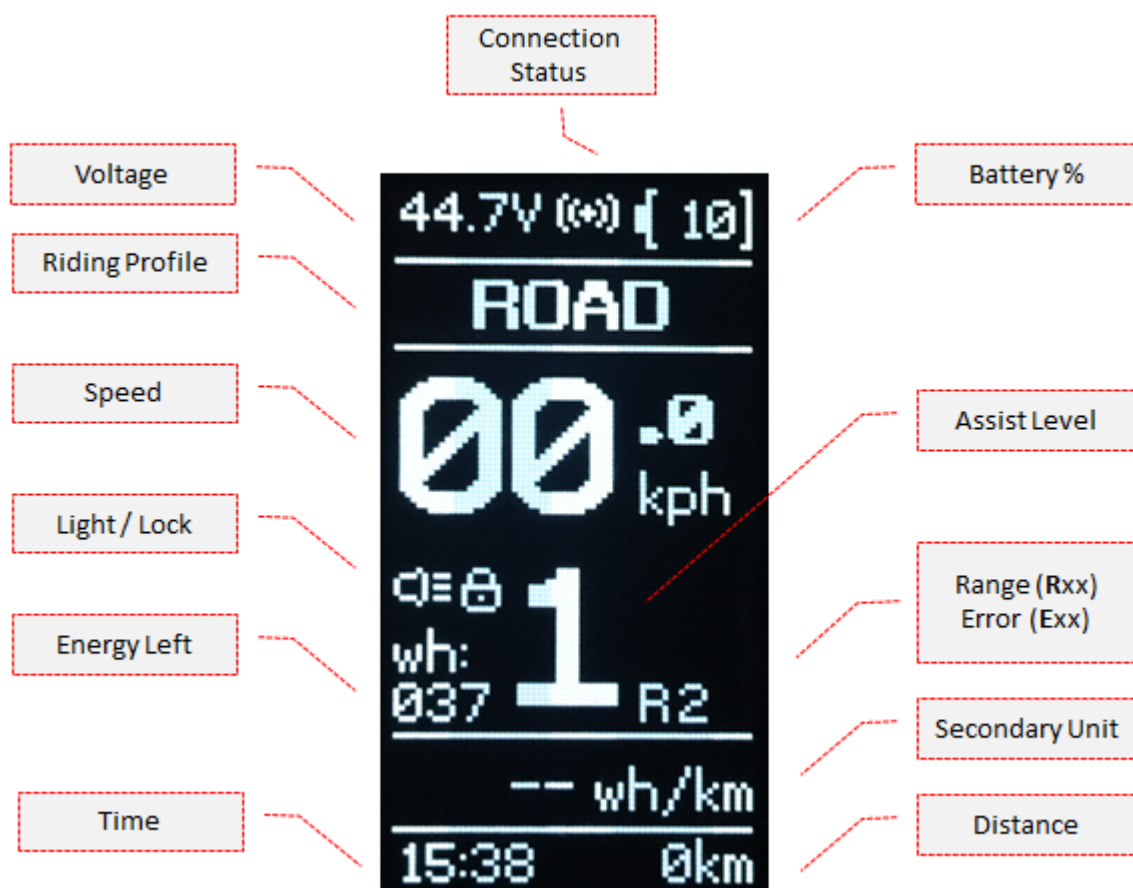 Connection
Status
Voltage
Battery %
44.7V ((+)) [ 10]
Riding Profile
ROAD
Speed
00.0
kph
Assist Level
Light / Lock
1
Range (Rxx)
Error (Exx)
Energy Left
wh:
037
R2
Secondary Unit
-- wh/km
Time
Distance
15:38 0km